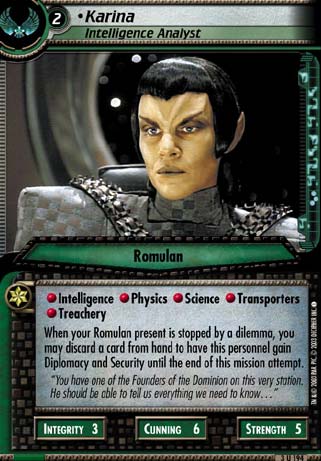 2
•Karina
Intelligence Analyst
Romulan
•Intelligence •Physics •Science •Transporters
•Treachery
When your Romulan present is stopped by a dilemma, you
may discard a card from hand to have this personnel gain
Diplomacy and Security until the end of this mission attempt.
"You have one of the Founders of the Dominion on this very station.
He should be able to tell us everything we need to know…"
Integrity 3 Cunning 6 Strength 5
3 U 194